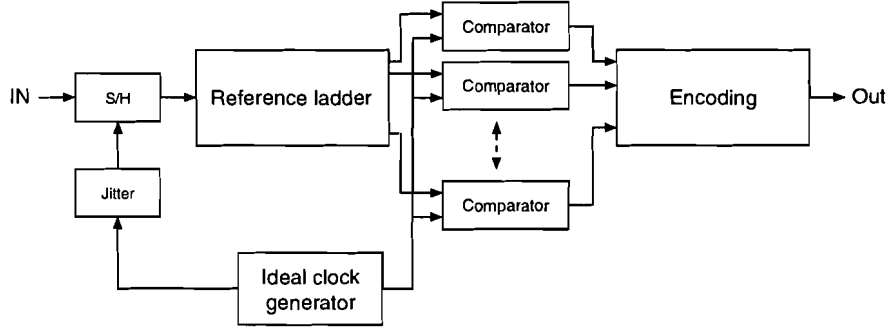 Comparator
IN
S/H
Reference ladder
Comparator
Encoding
Out
Jitter
Comparator
Ideal clock
generator